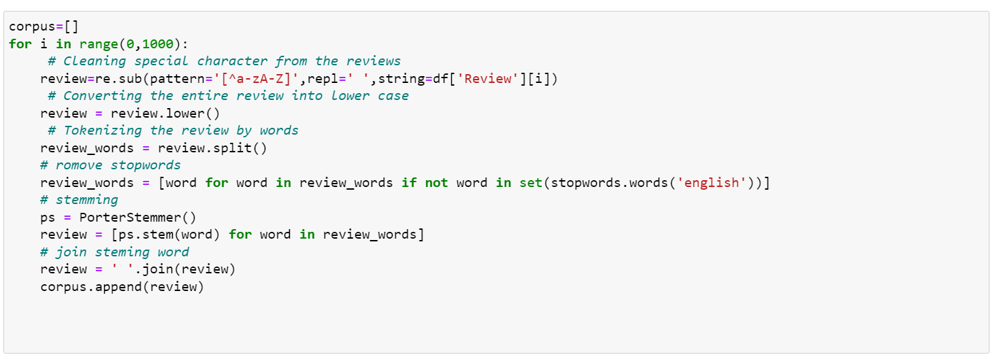 corpus=[]
for i in range(0,1000):
     # Cleaning special character from the reviews
    review=re.sub(pattern='[^a-zA-Z]',repl=' ',string=df['Review'][i])
     # Converting the entire review into lower case
    review = review.lower()
     # Tokenizing the review by words
    review_words = review.split()
    # romove stopwords
    review_words = [word for word in review_words if not word in set(stopwords.words('english'))]
    # stemming
    ps = PorterStemmer()
    review = [ps.stem(word) for word in review_words]
    # join steming word
    review = ' '.join(review)
    corpus.append(review)